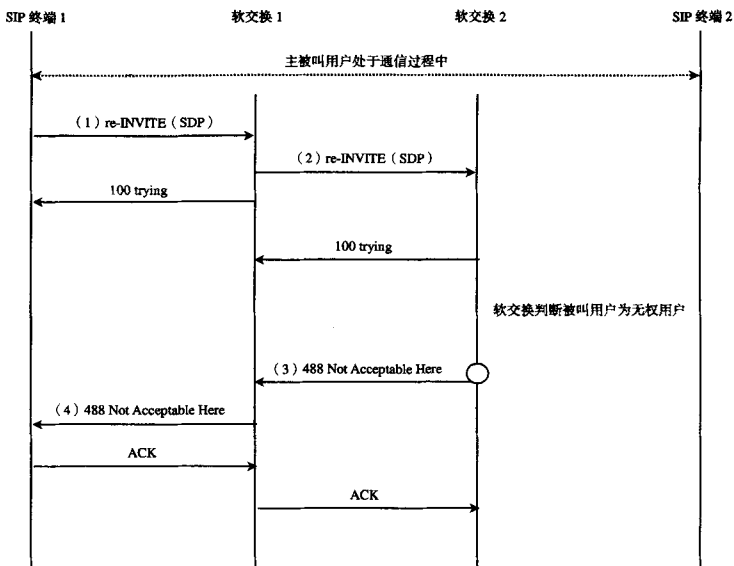 SIP 终端 1
软交换 1
软交换 2
SIP 终端 2
主被叫用户处于通信过程中
（1）re-INVITE（SDP）
（2）re-INVITE（SDP）
100 trying
100 trying
软交换判断被叫用户为无权用户
（3）488 Not Acceptable Here
（4）488 Not Acceptable Here
ACK
ACK